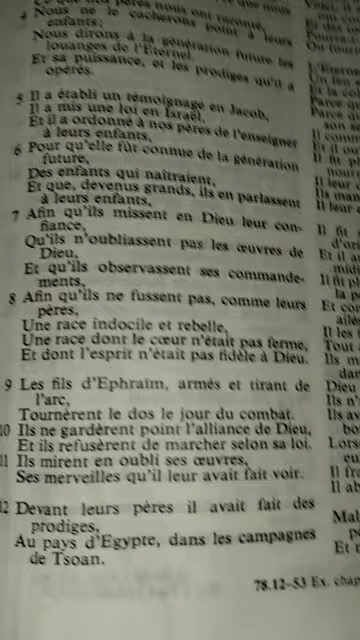 nos pères nous ont raconté,
4 Nous ne le cacherons point à leurs
enfants;
Nous dirons à la génération future les
louanges de l'Éternel,
Et sa puissance, et les prodiges qu'il a
opérés.
5 Il a établi un témoignage en Jacob,
Il a mis une loi en Israël,
Et il a ordonné à nos pères de l'enseigner
à leurs enfants,
6 Pour qu'elle fût connue de la génération
future,
Des enfants qui naîtraient,
Et que, devenus grands, ils en parlassent
à leurs enfants,
7 Afin qu'ils missent en Dieu leur con-
fiance,
Qu'ils n'oubliassent pas les œuvres de
Dieu,
Et qu'ils observassent ses commande-
ments,
8 Afin qu'ils ne fussent pas, comme leurs
pères,
Une race indocile et rebelle,
Une race dont le cœur n'était pas ferme,
Et dont l'esprit n'était pas fidèle à Dieu.
9 Les fils d'Ephraïm, armés et tirant de
l'arc,
Tournèrent le dos le jour du combat.
10 Ils ne gardèrent point l'alliance de Dieu,
Et ils refusèrent de marcher selon sa loi.
11 Ils mirent en oubli ses œuvres,
Ses merveilles qu'il leur avait fait voir.
12 Devant leurs pères il avait fait des
prodiges,
Au pays d'Egypte, dans les campagnes
de Tsoan.
78.12-53 Ex. chap